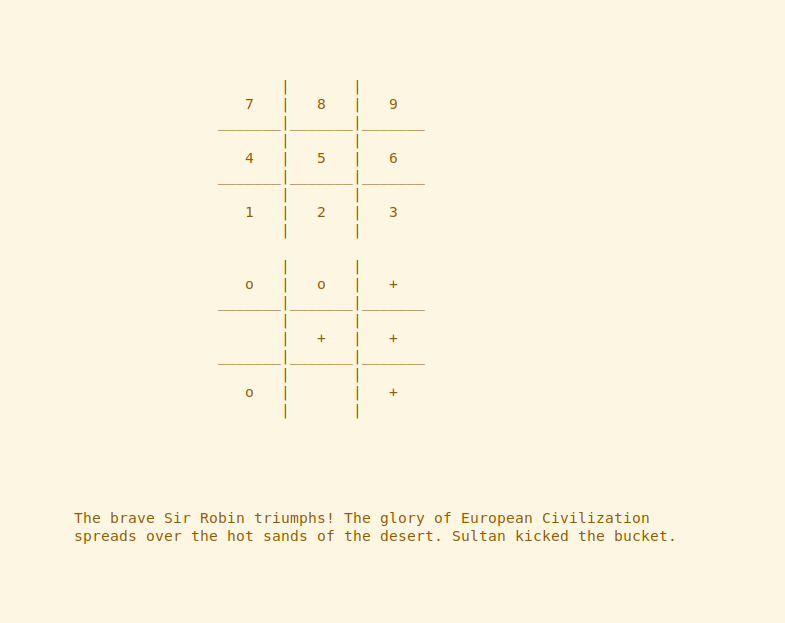 7 | 8 | 9
4 | 5 | 6
1 | 2 | 3
o | o | +
| + | +
o | | +
The brave Sir Robin triumphs! The glory of European Civilization
spreads over the hot sands of the desert. Sultan kicked the bucket.